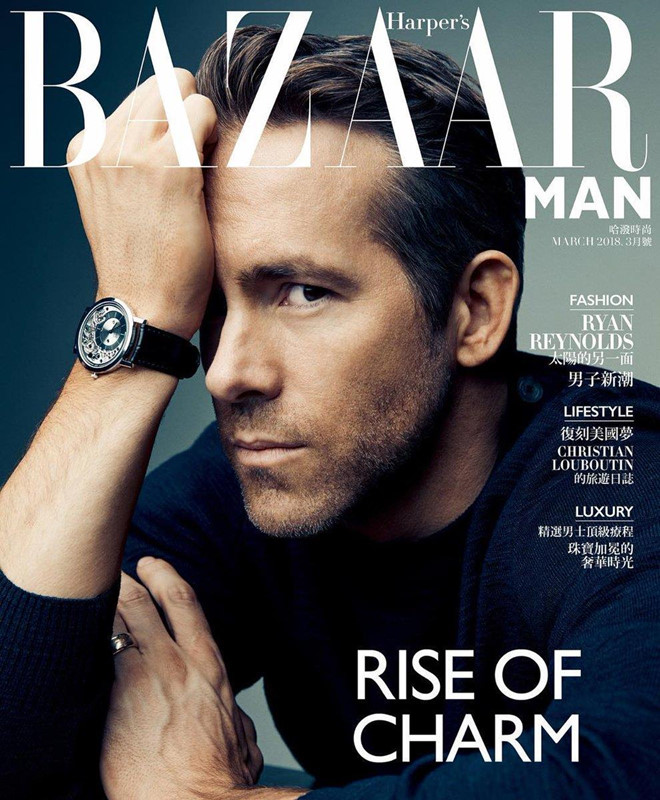 Harper's
BAZAAR
MAN
哈潑時尚
MARCH 2018. 3月號
FASHION
RYAN
REYNOLDS
太陽的另一面
男子新潮
LIFESTYLE
復刻美國夢
CHRISTIAN
LOUBOUTIN
的旅遊日誌
LUXURY
精選男士頂級療程
珠寶加冕的
奢華時光
RISE OF
CHARM